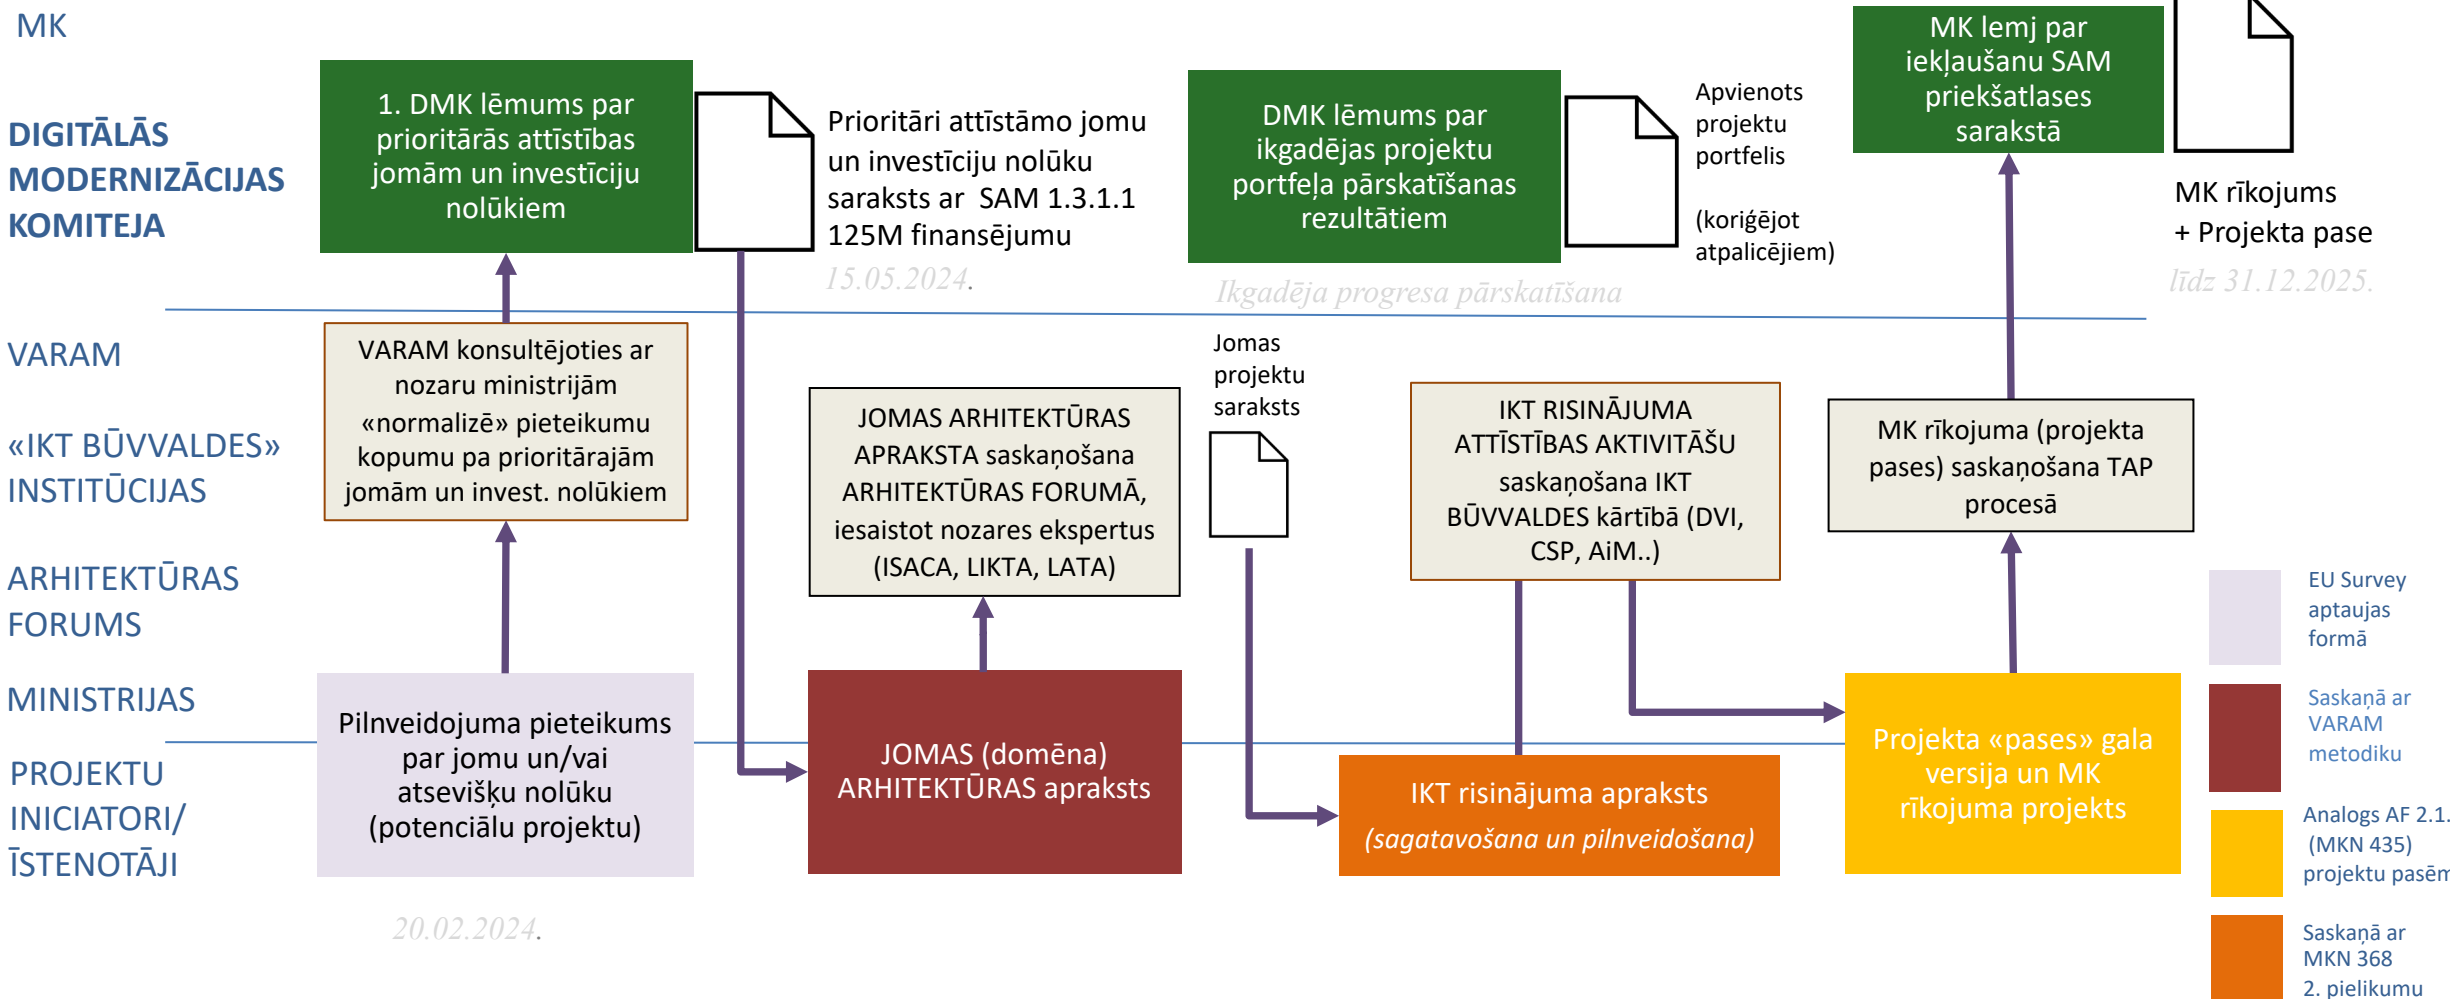 MK
DIGITĀLĀS
MODERNIZĀCIJAS
KOMITEJA
VARAM
«IKT BŪVVALDES»
INSTITŪCIJAS
ARHITEKTŪRAS
FORUMS
MINISTRIJAS
PROJEKTU
INICIATORI/
ĪSTENOTĀJI
1. DMK lēmums par
prioritārās attīstības
jomām un investīciju
nolūkiem
Prioritāri attīstāmo jomu
un investīciju nolūku
saraksts ar SAM 1.3.1.1
125M finansējumu
15.05.2024.
DMK lēmums par
ikgadējas projektu
portfeļa pārskatīšanas
rezultātiem
Apvienots
projektu
portfelis
(koriģējot
atpalicējiem)
Ikgadēja progresa pārskatīšana
MK lemj par
iekļaušanu SAM
priekšatlases
sarakstā
MK rīkojums
+ Projekta pase
līdz 31.12.2025.
VARAM konsultējoties ar
nozaru ministrijām
«normalizē» pieteikumu
kopumu pa prioritārajām
jomām un invest. nolūkiem
JOMAS ARHITEKTŪRAS
APRAKSTA saskaņošana
ARHITEKTŪRAS FORUMĀ,
iesaistot nozares ekspertus
(ISACA, LIKTA, LATA)
Jomas
projektu
saraksts
IKT RISINĀJUMA
ATTĪSTĪBAS AKTIVITĀŠU
saskaņošana IKT
BŪVVALDES kārtībā (DVI,
CSP, AiM..)
MK rīkojuma (projekta
pases) saskaņošana TAP
procesā
Pilnveidojuma pieteikums
par jomu un/vai
atsevišķu nolūku
(potenciālu projektu)
20.02.2024.
JOMAS (domēna)
ARHITEKTŪRAS apraksts
IKT risinājuma apraksts
(sagatavošana un pilnveidošana)
Projekta «pases» gala
versija un MK
rīkojuma projekts
EU Survey
aptaujas
formā
Saskaņā ar
VARAM
metodiku
Analogs AF 2.1.
(MKN 435)
projektu pasēm
Saskaņā ar
MKN 368
2. pielikumu